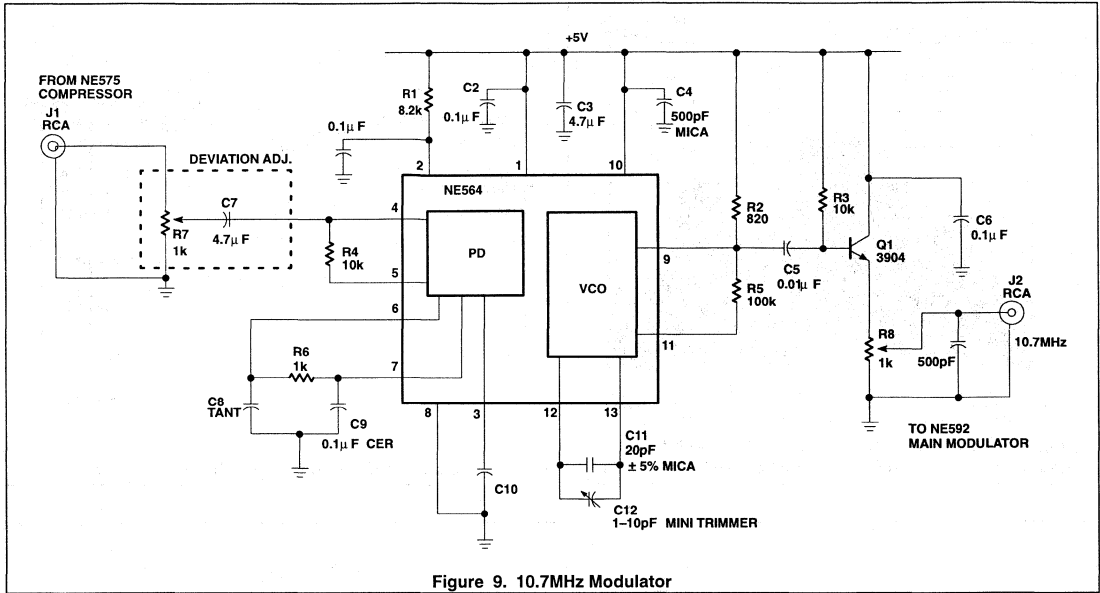 +5V
FROM NE575
COMPRESSOR
J1
RCA
R1
8.2k
C2
0.1µ F
C3
4.7µ F
C4
500pF
MICA
0.1µ F
DEVIATION ADJ.
2
1
10
NE564
R7
1k
C7
4.7µ F
4
R4
10k
5
PD
VCO
6
7
9
11
R2
820
R3
10k
R5
100k
C5
0.01µ F
Q1
3904
C6
0.1µ F
J2
RCA
10.7MHz
R8
1k
500pF
TO NE592
MAIN MODULATOR
R6
1k
C8
TANT
C9
0.1µ F CER
8
3
12
13
C10
C11
20pF
± 5% MICA
C12
1–10pF MINI TRIMMER
Figure 9. 10.7MHz Modulator